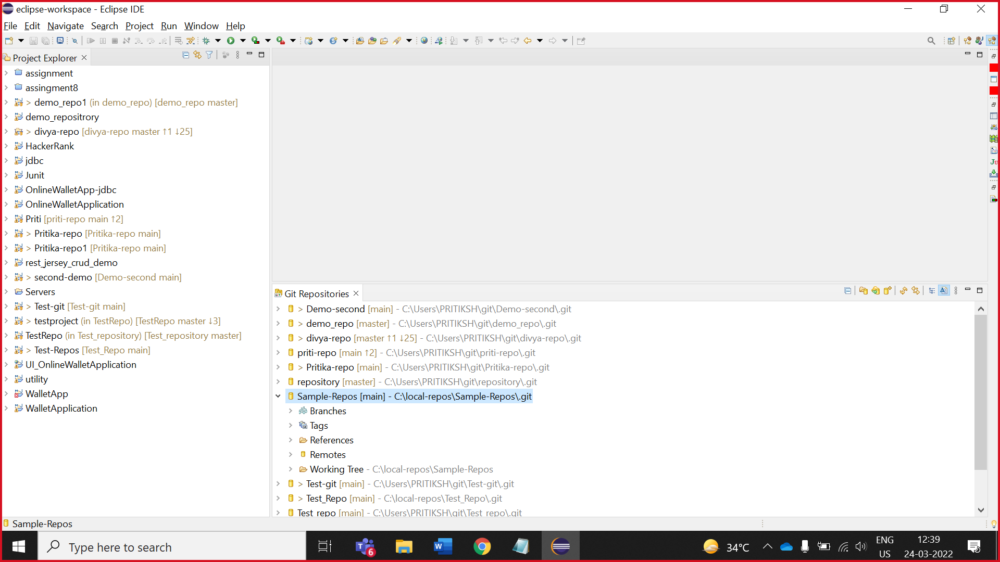 eclipse-workspace - Eclipse IDE
File Edit Navigate Search Project Run Window Help
Project Explorer
assignment
assingment8
> demo_repo1 (in demo_repo) [demo_repo master]
demo_repositrory
> divya-repo [divya-repo master ↑1 ↓25]
HackerRank
jdbc
Junit
OnlineWalletApp-jdbc
OnlineWalletApplication
Priti [priti-repo main ↑2]
> Pritika-repo [Pritika-repo main]
> Pritika-repo1 [Pritika-repo main]
rest_jersey_crud_demo
> second-demo [Demo-second main]
Servers
> Test-git [Test-git main]
> testproject (in TestRepo) [TestRepo master ↓3]
TestRepo (in Test_repository) [Test_repository master]
> Test-Repos [Test_Repo main]
UI_OnlineWalletApplication
utility
WalletApp
WalletApplication
Git Repositories
> Demo-second [main] - C:\Users\PRITIKSH\git\Demo-second\.git
> demo_repo [master] - C:\Users\PRITIKSH\git\demo_repo\.git
> divya-repo [master ↑1 ↓25] - C:\Users\PRITIKSH\git\divya-repo\.git
priti-repo [main ↑2] - C:\Users\PRITIKSH\git\priti-repo\.git
> Pritika-repo [main] - C:\Users\PRITIKSH\git\Pritika-repo\.git
repository [master] - C:\Users\PRITIKSH\git\repository\.git
Sample-Repos [main] - C:\local-repos\Sample-Repos\.git
Branches
Tags
References
Remotes
Working Tree - C:\local-repos\Sample-Repos
> Test-git [main] - C:\Users\PRITIKSH\git\Test-git\.git
> Test_Repo [main] - C:\local-repos\Test_Repo\.git
Test_repo [main] - C:\Users\PRITIKSH\git\Test_repo\.git
Sample-Repos
Type here to search
6
34°C
ENG
US
12:39
24-03-2022